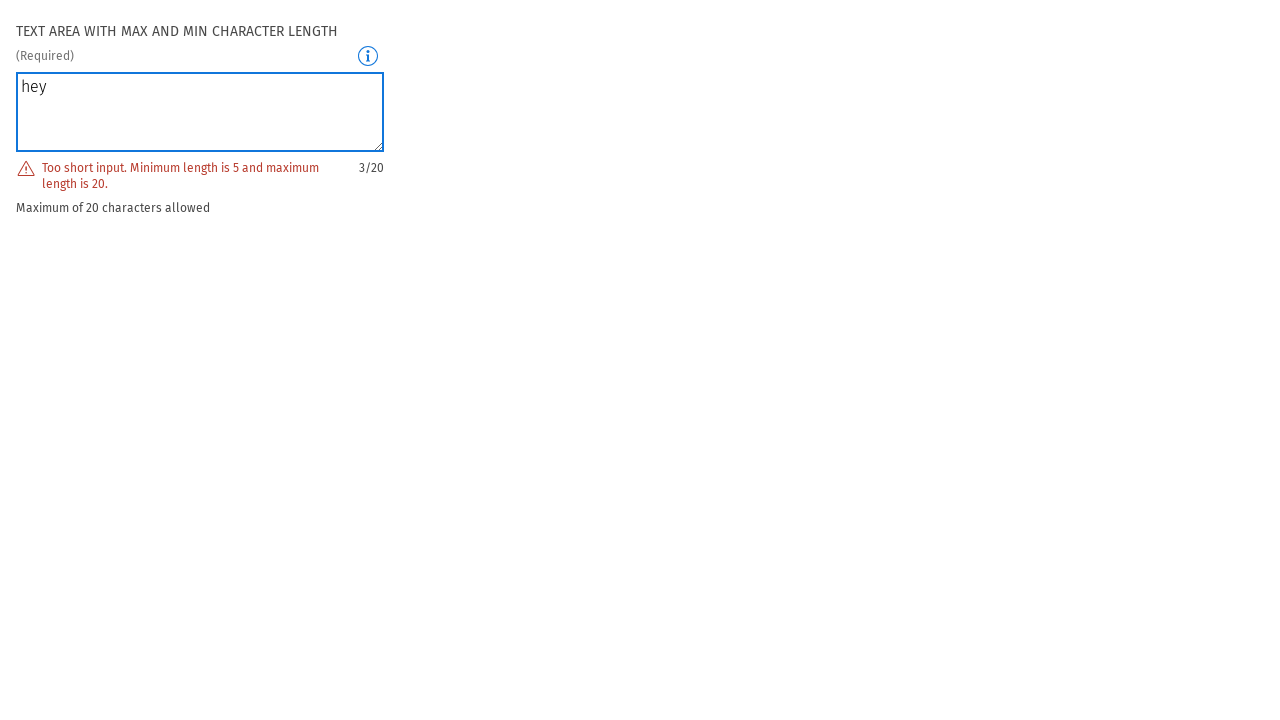 TEXT AREA WITH MAX AND MIN CHARACTER LENGTH
(Required)
hey
Too short input. Minimum length is 5 and maximum
length is 20.
3/20
Maximum of 20 characters allowed